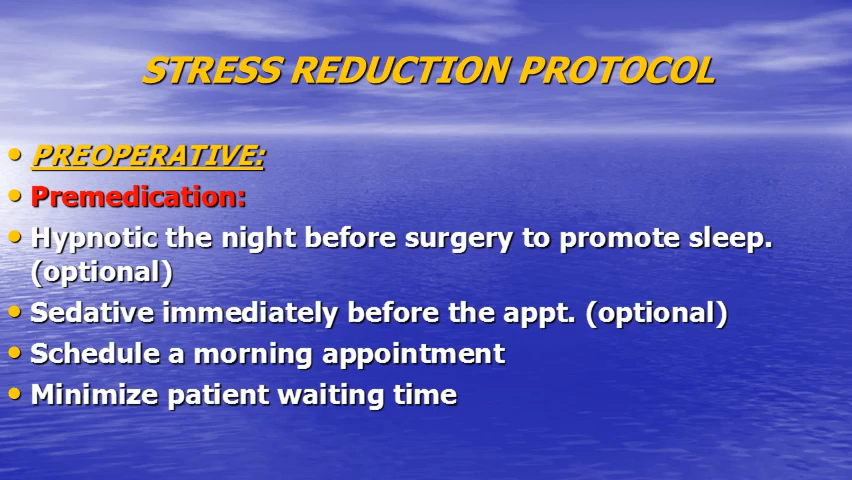 STRESS REDUCTION PROTOCOL
• PREOPERATIVE:
• Premedication:
• Hypnotic the night before surgery to promote sleep.
(optional)
• Sedative immediately before the appt. (optional)
• Schedule a morning appointment
• Minimize patient waiting time